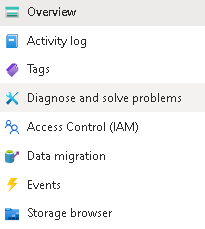 Overview
Activity log
Tags
Diagnose and solve problems
Access Control (IAM)
Data migration
Events
Storage browser